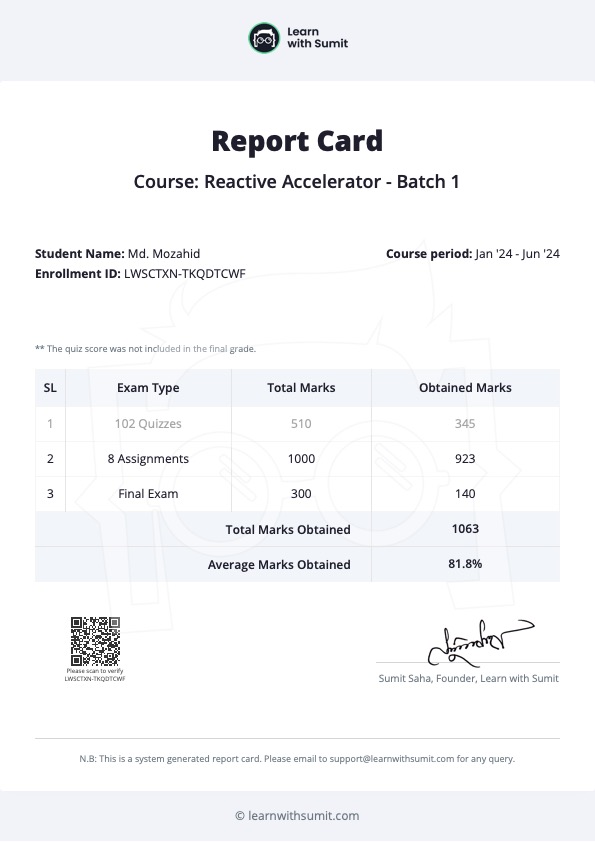 Learn
with Sumit
Report Card
Course: Reactive Accelerator - Batch 1
Student Name: Md. Mozahid
Course period: Jan '24 - Jun '24
Enrollment ID: LWSCTXN-TKQDTCWF
** The quiz score was not included in the final grade.
SL Exam Type Total Marks Obtained Marks
1 102 Quizzes 510 345
2 8 Assignments 1000 923
3 Final Exam 300 140
Total Marks Obtained 1063
Average Marks Obtained 81.8%
Please scan to verify
LWSCTXN-TKQDTCWF
Sumit Saha, Founder, Learn with Sumit
N.B: This is a system generated report card. Please email to support@learnwithsumit.com for any query.
© learnwithsumit.com